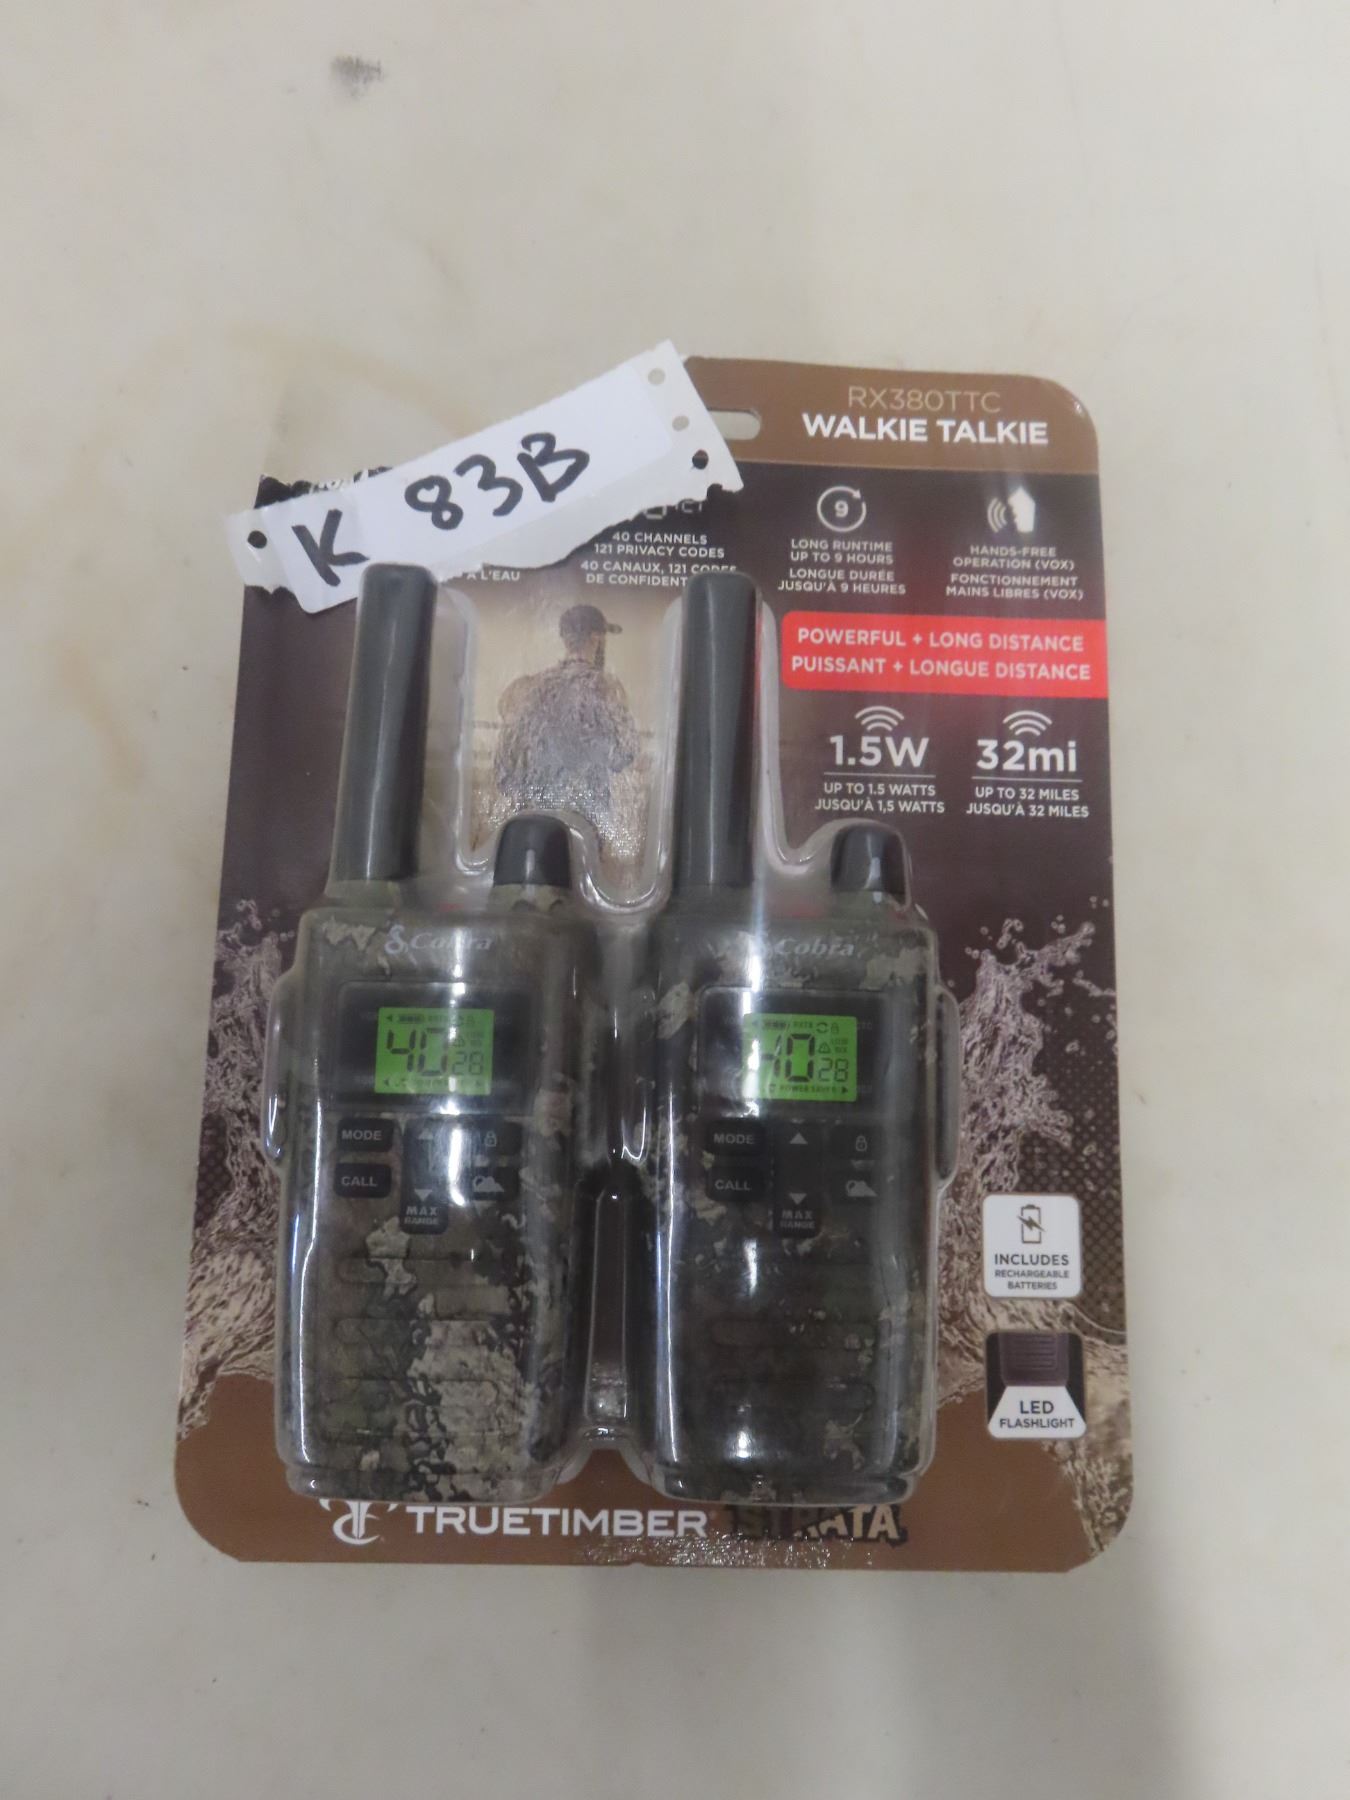 RX380TTC
WALKIE TALKIE
K 83B
40 CHANNELS
121 PRIVACY CODES
40 CANAUX, 121 CODES
À L'EAU
LONG RUNTIME
UP TO 9 HOURS
LONGUE DURÉE
JUSQU'À 9 HEURES
9
HANDS-FREE
OPERATION (VOX)
FONCTIONNEMENT
MAINS LIBRES (VOX)
POWERFUL + LONG DISTANCE
PUISSANT + LONGUE DISTANCE
1.5W
UP TO 1.5 WATTS
JUSQU'À 1,5 WATTS
32mi
UP TO 32 MILES
JUSQU'À 32 MILES
Cobra
40 28
MODE
CALL
MAX
RANGE
Cobra
40 28
POWER SAVER
MODE
CALL
MAX
RANGE
INCLUDES
RECHARGEABLE
BATTERIES
LED
FLASHLIGHT
TRUETIMBER STRATA